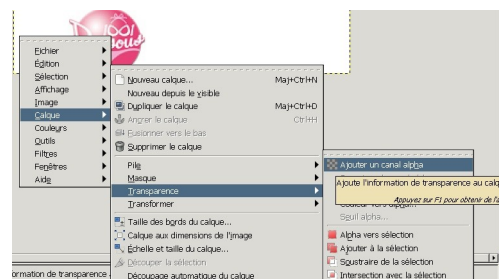 1001
Fichier
Édition
Sélection
Affichage
Image
Calque
Couleurs
Outils
Filtres
Fenêtres
Aide
Nouveau calque... Maj+Ctrl+N
Nouveau depuis le visible
Dupliquer le calque Maj+Ctrl+D
Ancrer le calque Ctrl+H
Fusionner vers le bas
Supprimer le calque
Pile
Masque
Transparence
Transformer
Taille des bords du calque...
Calque aux dimensions de l'image
Échelle et taille du calque...
Découper la sélection
Découpage automatique du calque
Ajouter un canal alpha
Ajoute l'information de transparence au calq
Appuyez sur F1 pour obtenir de l'a
Seuil alpha...
Alpha vers sélection
Ajouter à la sélection
Soustraire de la sélection
Intersection avec la sélection
ormation de transparence